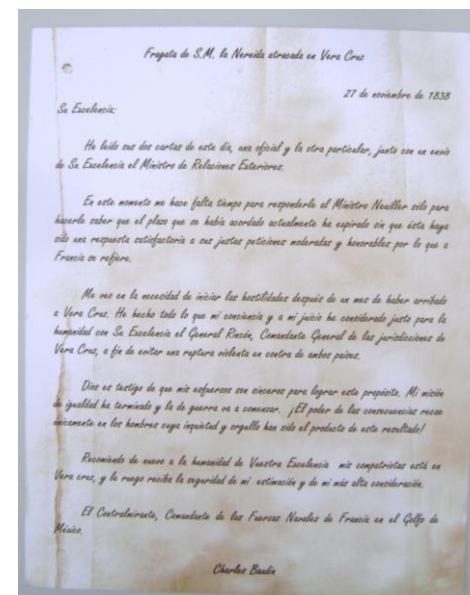 Fragata de S.M. la Nereida atracada en Vera Cruz
27 de noviembre de 1838
Su Excelencia:
He leído sus dos cartas de este día, una oficial y la otra particular, junto con un envío
de Su Excelencia el Ministro de Relaciones Exteriores.
En este momento me hace falta tiempo para responderle al Ministro sólo para
hacerle saber que el plazo que se había acordado actualmente ha expirado sin que ésta haya
sido una respuesta satisfactoria a sus justas peticiones moderadas y honorables por lo que a
Francia se refiere.
Me veo en la necesidad de iniciar las hostilidades después de un mes de haber arribado
a Vera Cruz. He hecho todo lo que mi conciencia y a mi juicio he considerado justo para la
humanidad con Su Excelencia el General Rincón, Comandante General de las jurisdicciones de
Vera Cruz, a fin de evitar una ruptura violenta en contra de ambos países.
Dios es testigo de que mis esfuerzos son sinceros para lograr este propósito. Mi misión
de igualdad ha terminado y la de guerra va a comenzar. ¡El poder de las consecuencias recae
únicamente en los hombres cuya inquietud y orgullo han sido el producto de este resultado!
Recomiendo de nuevo a la humanidad de Vuestra Excelencia mis compatriotas está en
Vera cruz, y le ruego reciba la seguridad de mi estimación y de mi más alta consideración.
El Contralmirante, Comandante de las Fuerzas Navales de Francia en el Golfo de
México.
Charles Baudin